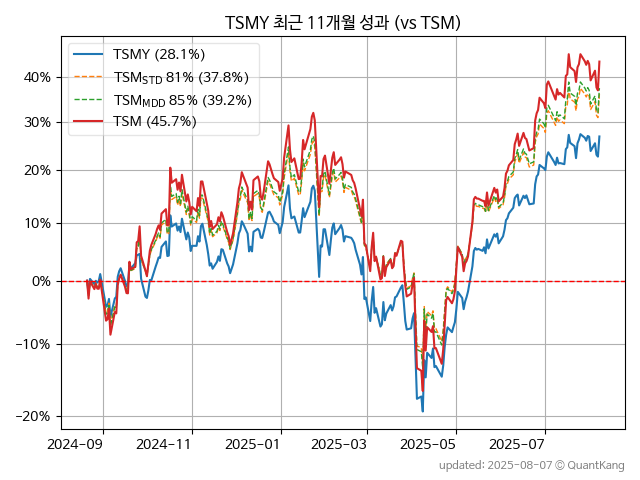 TSMY 최근 11개월 성과 (vs TSM)
TSMY (28.1%)
TSM_STD 81% (37.8%)
TSM_MDD 85% (39.2%)
TSM (45.7%)
40%
30%
20%
10%
0%
−10%
−20%
2024−09
2024−11
2025−01
2025−03
2025−05
2025−07
updated: 2025−08−07 © QuantKang